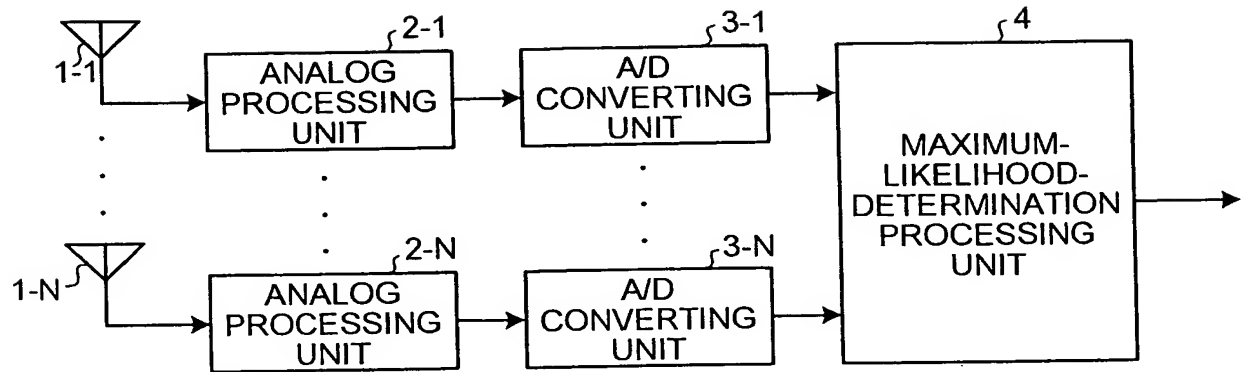 1-1
2-1
ANALOG
PROCESSING
UNIT
3-1
A/D
CONVERTING
UNIT
4
MAXIMUM-
LIKELIHOOD-
DETERMINATION
PROCESSING
UNIT
1-N
2-N
ANALOG
PROCESSING
UNIT
3-N
A/D
CONVERTING
UNIT